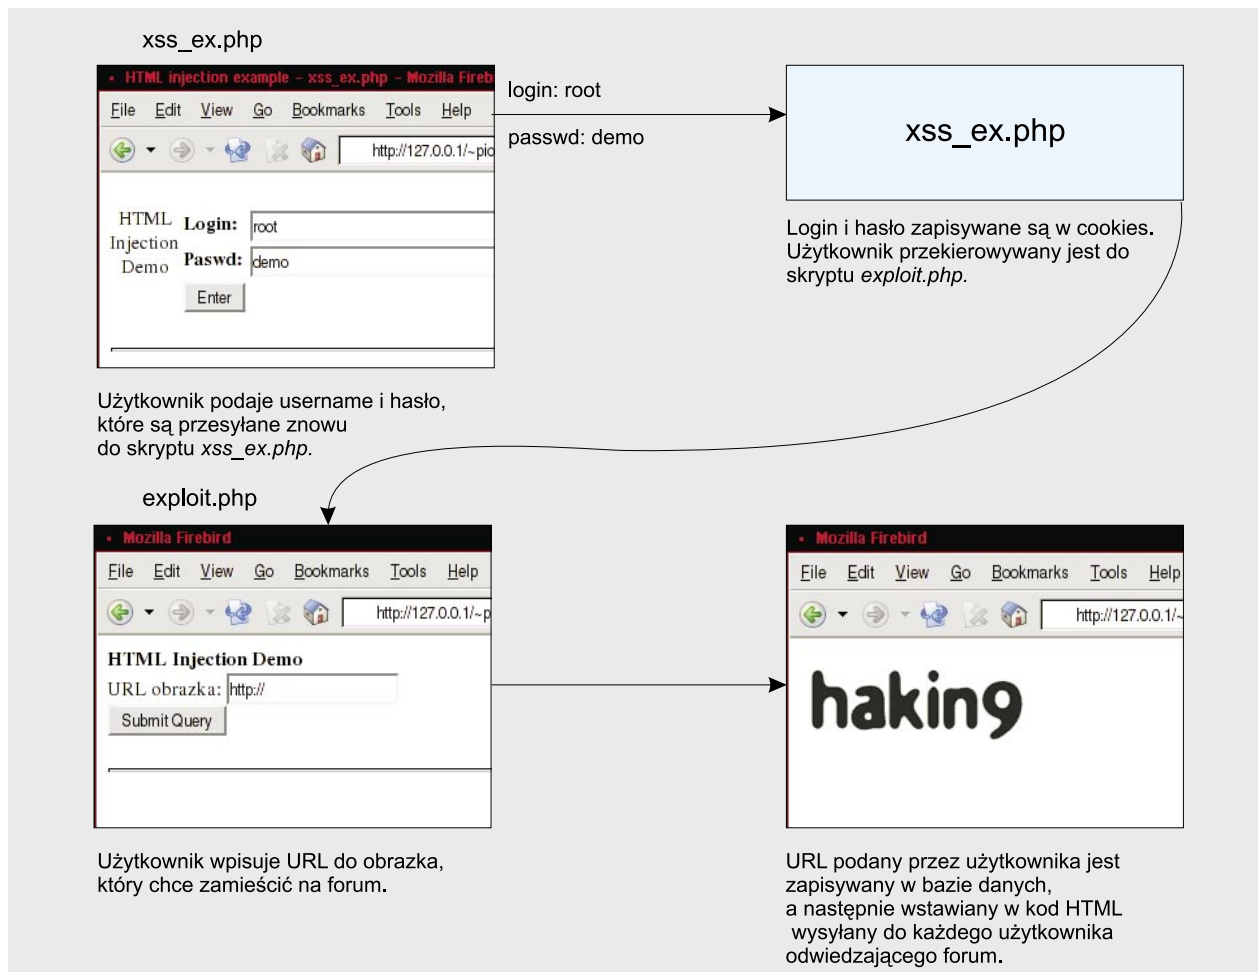 xss_ex.php
HTML injection example – xss_ex.php – Mozilla Fireb
File Edit View Go Bookmarks Tools Help
http://127.0.0.1/~pio
HTML
Injection
Demo
Login: root
Paswd: demo
Enter
login: root
passwd: demo
xss_ex.php
Login i hasło zapisywane są w cookies.
Użytkownik przekierowywany jest do
skryptu exploit.php.
Użytkownik podaje username i hasło,
które są przesyłane znowu
do skryptu xss_ex.php.
exploit.php
Mozilla Firebird
File Edit View Go Bookmarks Tools Help
http://127.0.0.1/~p
HTML Injection Demo
URL obrazka: http://
Submit Query
Użytkownik wpisuje URL do obrazka,
który chce zamieścić na forum.
Mozilla Firebird
File Edit View Go Bookmarks Tools Help
http://127.0.0.1/~
hakin9
URL podany przez użytkownika jest
zapisywany w bazie danych,
a następnie wstawiany w kod HTML
wysyłany do każdego użytkownika
odwiedzającego forum.